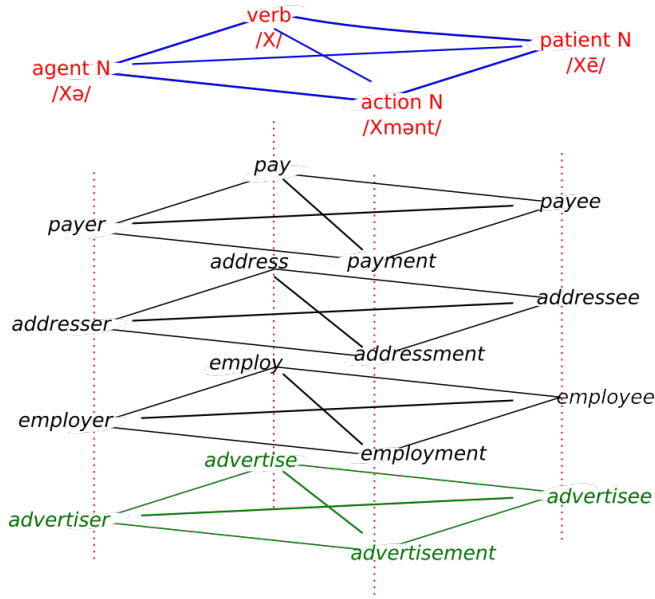 verb
/X/
agent N
/Xə/
patient N
/Xē/
action N
/Xmənt/
pay
payer
payee
payment
address
addresser
addressee
addressment
employ
employer
employee
employment
advertise
advertiser
advertisee
advertisement